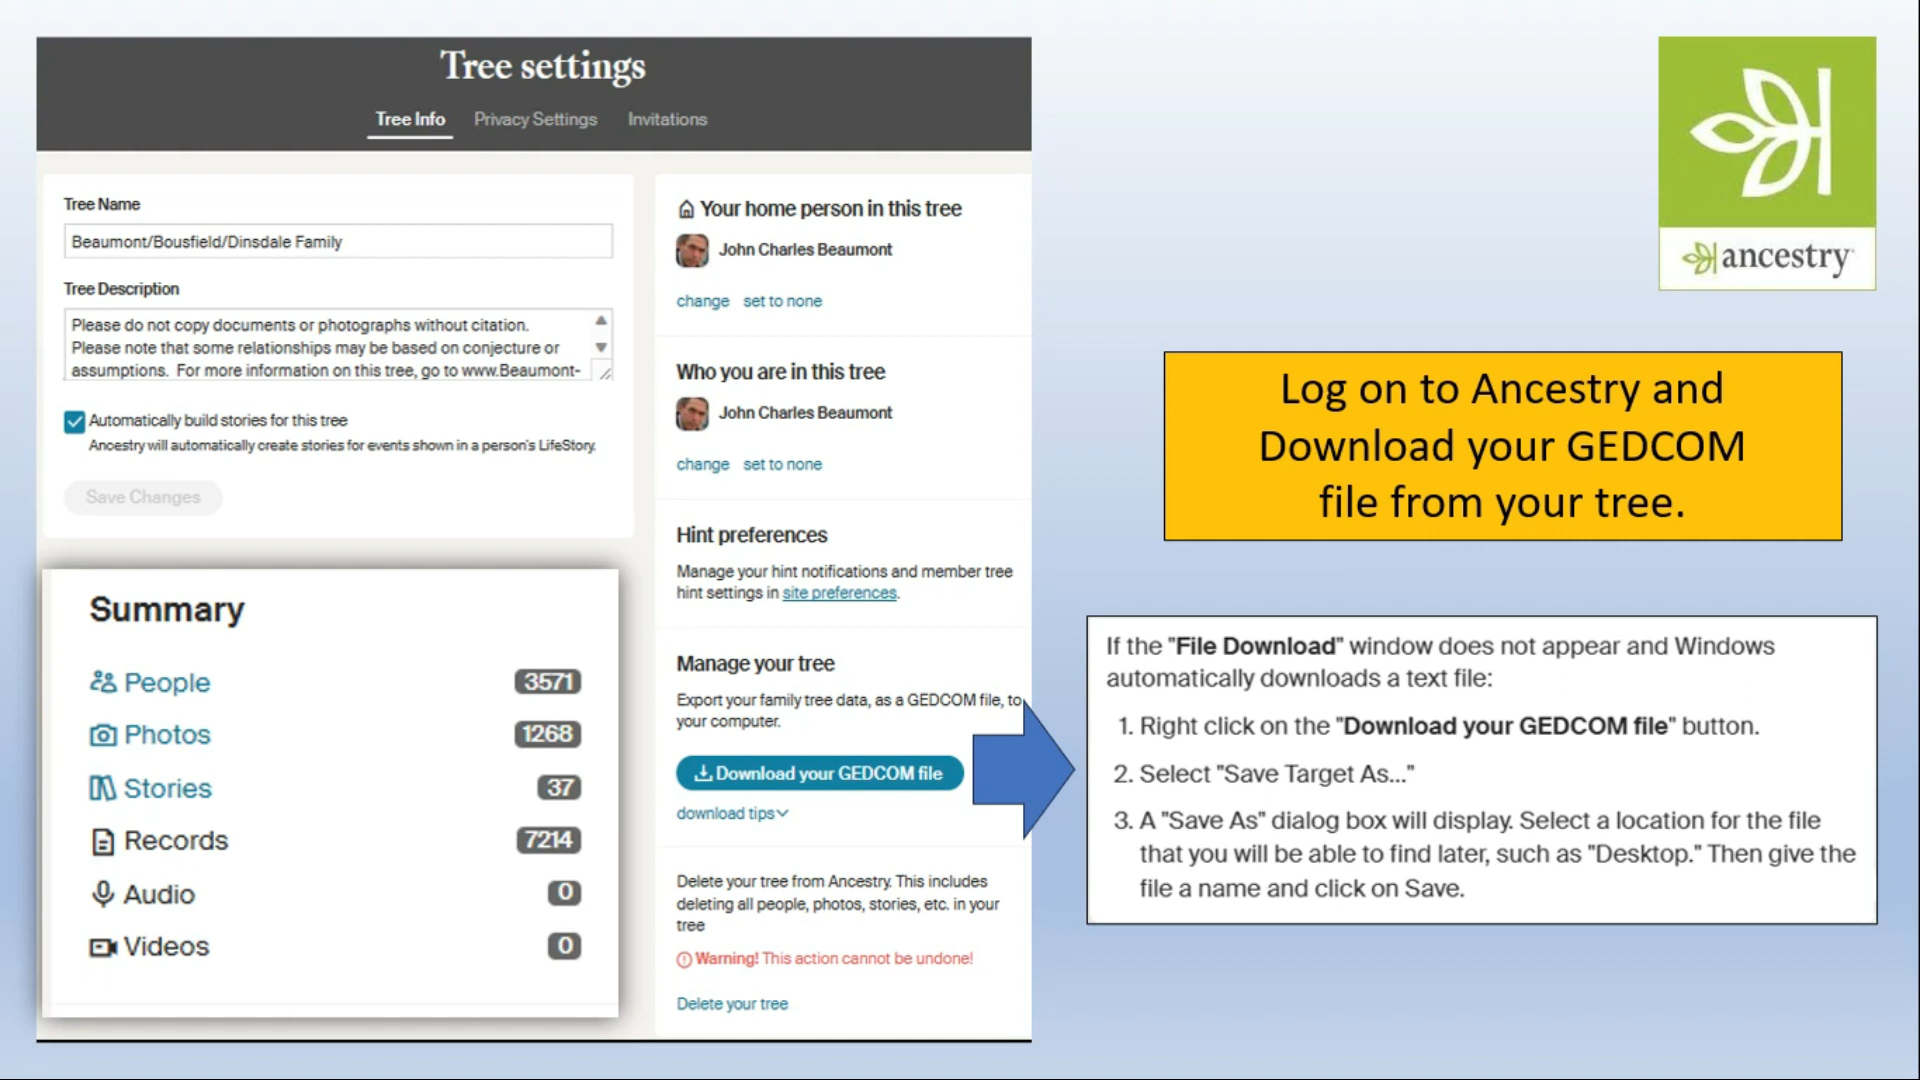 Tree settings
Tree Info Privacy Settings Invitations
Tree Name
Beaumont/Bousfield/Dinsdale Family
Tree Description
Please do not copy documents or photographs without citation.
Please note that some relationships may be based on conjecture or
assumptions. For more information on this tree, go to www.Beaumont-
Automatically build stories for this tree
Ancestry will automatically create stories for events shown in a person's LifeStory.
Save Changes
Summary
People 3571
Photos 1268
Stories 37
Records 7214
Audio 0
Videos 0
Your home person in this tree
John Charles Beaumont
change set to none
Who you are in this tree
John Charles Beaumont
change set to none
Hint preferences
Manage your hint notifications and member tree
hint settings in site preferences.
Manage your tree
Export your family tree data, as a GEDCOM file, to
your computer.
Download your GEDCOM file
download tips
Delete your tree from Ancestry. This includes
deleting all people, photos, stories, etc. in your
tree
Warning! This action cannot be undone!
Delete your tree
ancestry
Log on to Ancestry and
Download your GEDCOM
file from your tree.
If the "File Download" window does not appear and Windows
automatically downloads a text file:
1. Right click on the "Download your GEDCOM file" button.
2. Select "Save Target As..."
3. A "Save As" dialog box will display. Select a location for the file
that you will be able to find later, such as "Desktop." Then give the
file a name and click on Save.